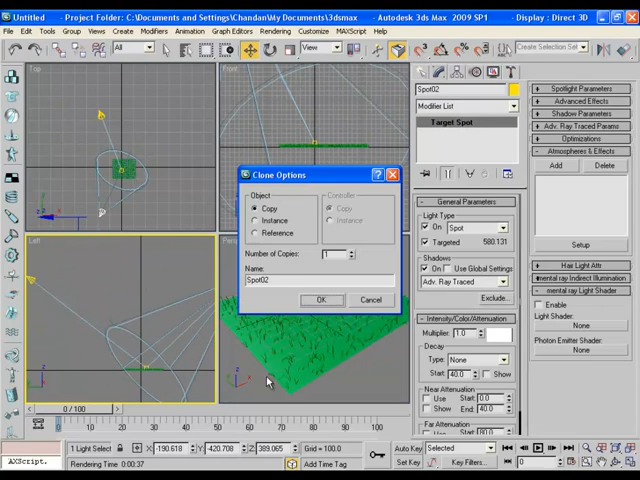 Untitled - Project Folder: C:\Documents and Settings\Chandan\My Documents\3dsmax - Autodesk 3ds Max 2009 SP1 - Display : Direct 3D
File Edit Tools Group Views Create Modifiers Animation Graph Editors Rendering Customize MAXScript Help
All View Create Selection Set
Top
Front
Left
Clone Options
Object
Copy
Instance
Reference
Controller
Copy
Instance
Number of Copies: 1
Name:
Spot02
OK Cancel
Spot02
Modifier List
Target Spot
General Parameters
Light Type
On Spot
Targeted 580.131
Shadows
On Use Global Settings
Adv. Ray Traced
Exclude...
Intensity/Color/Attenuation
Multiplier: 1.0
Decay
Type: None
Start: 40.0 Show
Near Attenuation
Use Start: 0.0
Show End: 40.0
Far Attenuation
Use Start: 80.0
Spotlight Parameters
Advanced Effects
Shadow Parameters
Adv. Ray Traced Params
Optimizations
Atmospheres & Effects
Add Delete
Setup
Hair Light Attr
mental ray Indirect Illumination
mental ray Light Shader
Enable
Light Shader:
None
Photon Emitter Shader:
None
0 / 100
10 20 30 40 50 60 70 80 90 100
1 Light Selected X: -190.618 Y: -420.708 Z: 389.065 Grid = 100.0
Auto Key Selected
AXScript. Rendering Time 0:00:37 Add Time Tag Set Key Key Filters... 0